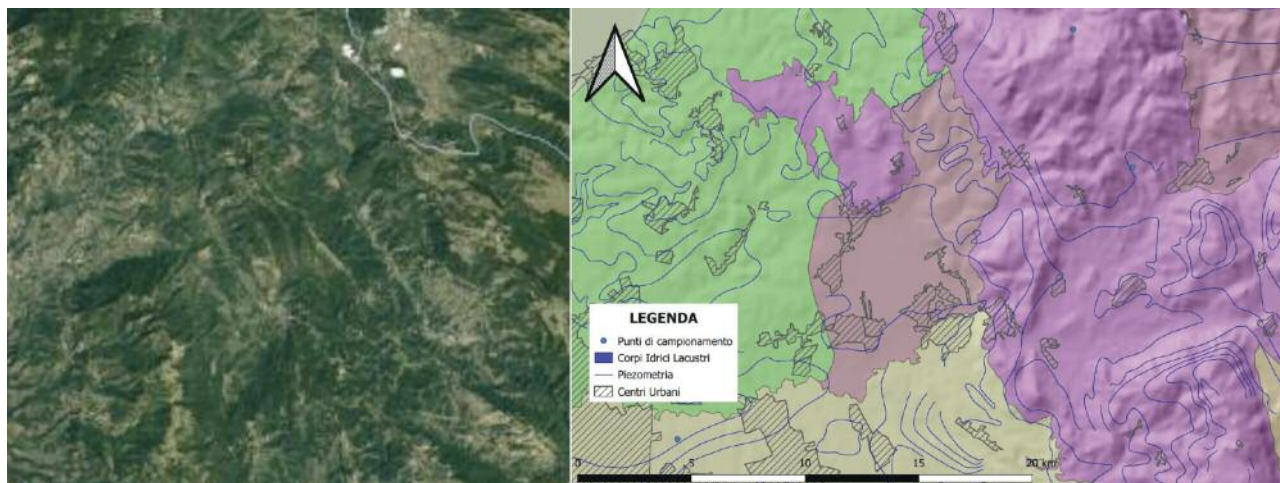 LEGENDA
Punti di campionamento
Corpi Idrici Lacustri
Piezometria
Centri Urbani
0 5 10 15 20 km